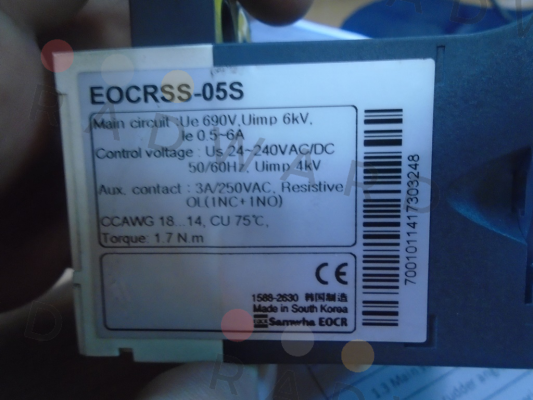 EOCRSS-05S
Main circuit : Ue 690V, Uimp 6kV,
Ie 0.5~6A
Control voltage : Us 24~240VAC/DC
50/60Hz, Uimp 4kV
Aux. contact : 3A/250VAC, Resistive
OL(1NC+1NO)
CCAWG 18...14, CU 75℃,
Torque: 1.7 N.m
CE
1588-2630 韩国制造
Made in South Korea
Samwha EOCR
7001011417303248